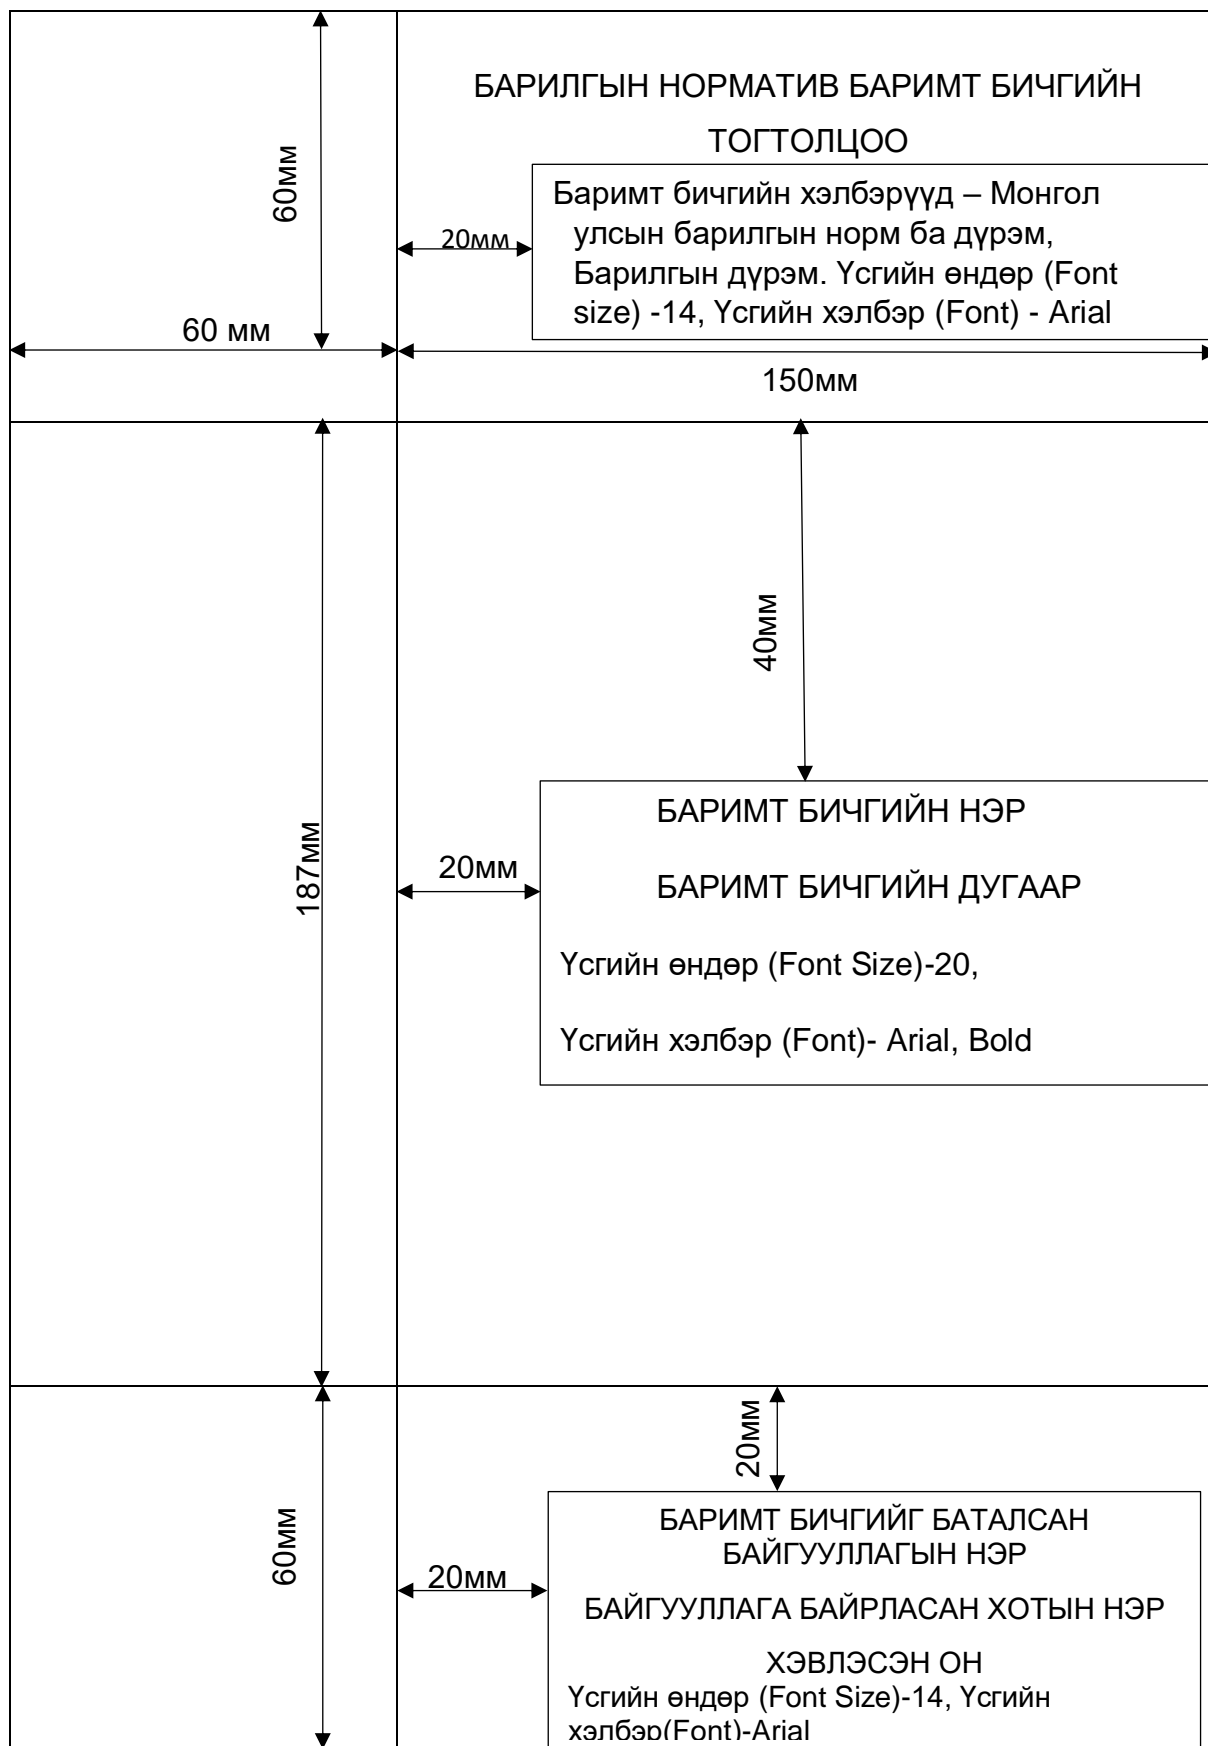 БАРИЛГЫН НОРМАТИВ БАРИМТ БИЧГИЙН
ТОГТОЛЦОО
60мм
Баримт бичгийн хэлбэрүүд – Монгол
улсын барилгын норм ба дүрэм,
Барилгын дүрэм. Үсгийн өндөр (Font
size) -14, Үсгийн хэлбэр (Font) - Arial
20мм
60 мм
150мм
40мм
187мм
20мм
БАРИМТ БИЧГИЙН НЭР
БАРИМТ БИЧГИЙН ДУГААР
Үсгийн өндөр (Font Size)-20,
Үсгийн хэлбэр (Font)- Arial, Bold
20мм
60мм
20мм
БАРИМТ БИЧГИЙГ БАТАЛСАН
БАЙГУУЛЛАГЫН НЭР
БАЙГУУЛЛАГА БАЙРЛАСАН ХОТЫН НЭР
ХЭВЛЭСЭН ОН
Үсгийн өндөр (Font Size)-14, Үсгийн
хэлбэр(Font)-Arial